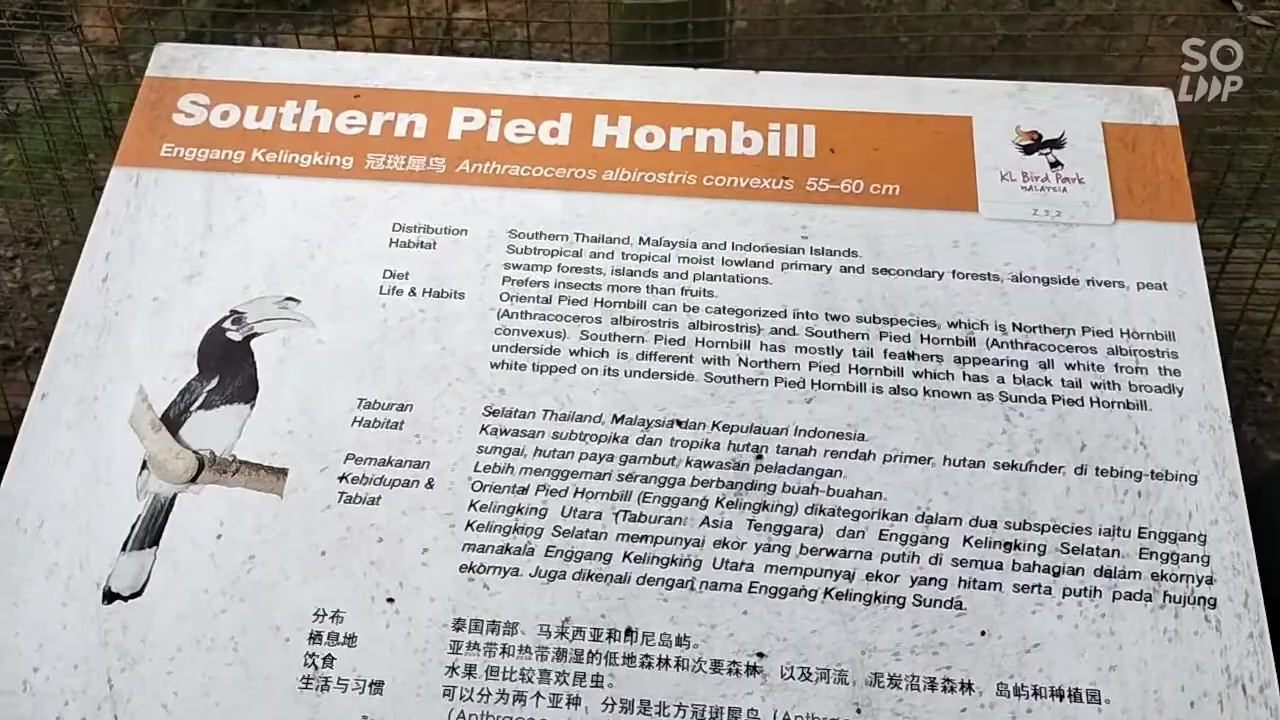 SO
LIIP
Southern Pied Hornbill
Enggang Kelingking 冠斑犀鸟 Anthracoceros albirostris convexus 55–60 cm
KL Bird Park
MALAYSIA
Distribution Southern Thailand, Malaysia and Indonesian Islands.
Habitat Subtropical and tropical moist lowland primary and secondary forests, alongside rivers, peat
swamp forests, islands and plantations.
Diet Prefers insects more than fruits.
Life & Habits Oriental Pied Hornbill can be categorized into two subspecies, which is Northern Pied Hornbill
(Anthracoceros albirostris albirostris) and Southern Pied Hornbill (Anthracoceros albirostris
convexus). Southern Pied Hornbill has mostly tail feathers appearing all white from the
underside which is different with Northern Pied Hornbill which has a black tail with broadly
white tipped on its underside. Southern Pied Hornbill is also known as Sunda Pied Hornbill.
Taburan Selatan Thailand, Malaysia dan Kepulauan Indonesia.
Habitat Kawasan subtropika dan tropika hutan tanah rendah primer, hutan sekunder, di tebing-tebing
sungai, hutan paya gambut, kawasan peladangan.
Pemakanan Lebih menggemari serangga berbanding buah-buahan.
Kehidupan & Oriental Pied Hornbill (Enggang Kelingking) dikategorikan dalam dua subspecies iaitu Enggang
Tabiat Kelingking Utara (Taburan: Asia Tenggara) dan Enggang Kelingking Selatan. Enggang
Kelingking Selatan mempunyai ekor yang berwarna putih di semua bahagian dalam ekornya
manakala Enggang Kelingking Utara mempunyai ekor yang hitam serta putih pada hujung
ekornya. Juga dikenali dengan nama Enggang Kelingking Sunda.
分布 泰国南部、马来西亚和印尼岛屿。
栖息地 亚热带和热带潮湿的低地森林和次要森林，以及河流，泥炭沼泽森林，岛屿和种植园。
饮食 水果,但比较喜欢昆虫。
生活与习惯 可以分为两个亚种，分别是北方冠斑犀鸟